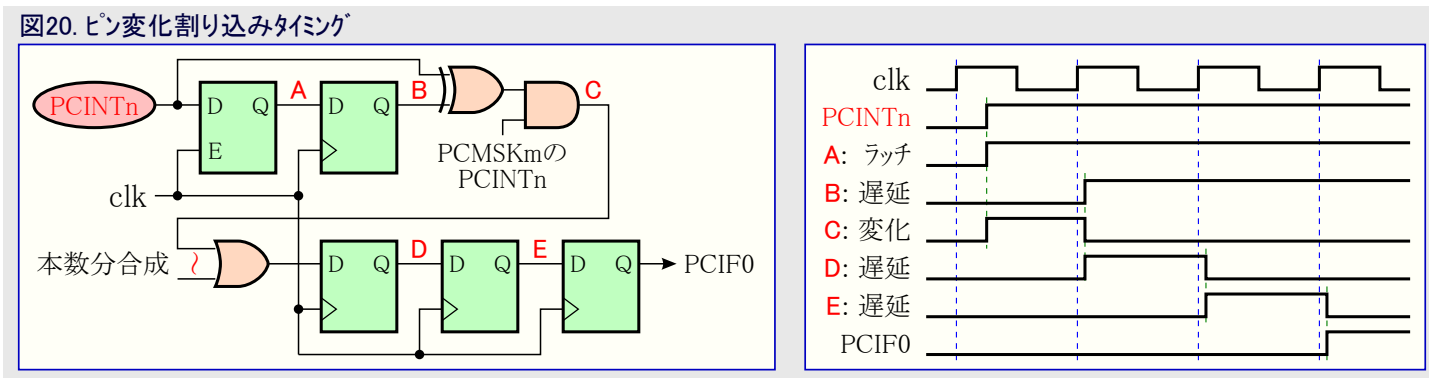 図20. ピン変化割り込みタイミング
PCINTn
D Q
E
A
D Q
B
C
PCMSKmの
PCINTn
clk
本数分合成
~
D Q
D
D Q
E
D Q
PCIF0
clk
PCINTn
A: ラッチ
B: 遅延
C: 変化
D: 遅延
E: 遅延
PCIF0